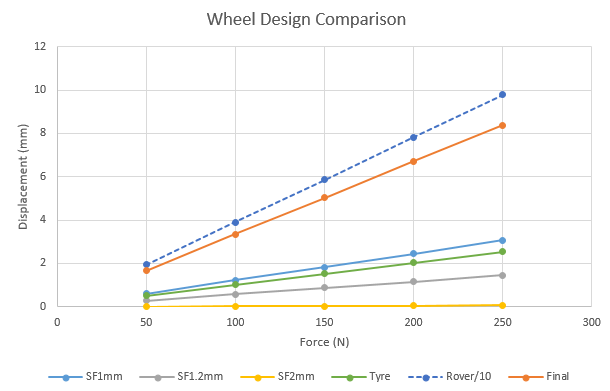 Wheel Design Comparison
12
10
8
6
4
2
0
Displacement (mm)
0 50 100 150 200 250 300
Force (N)
SF1mm SF1.2mm SF2mm Tyre Rover/10 Final